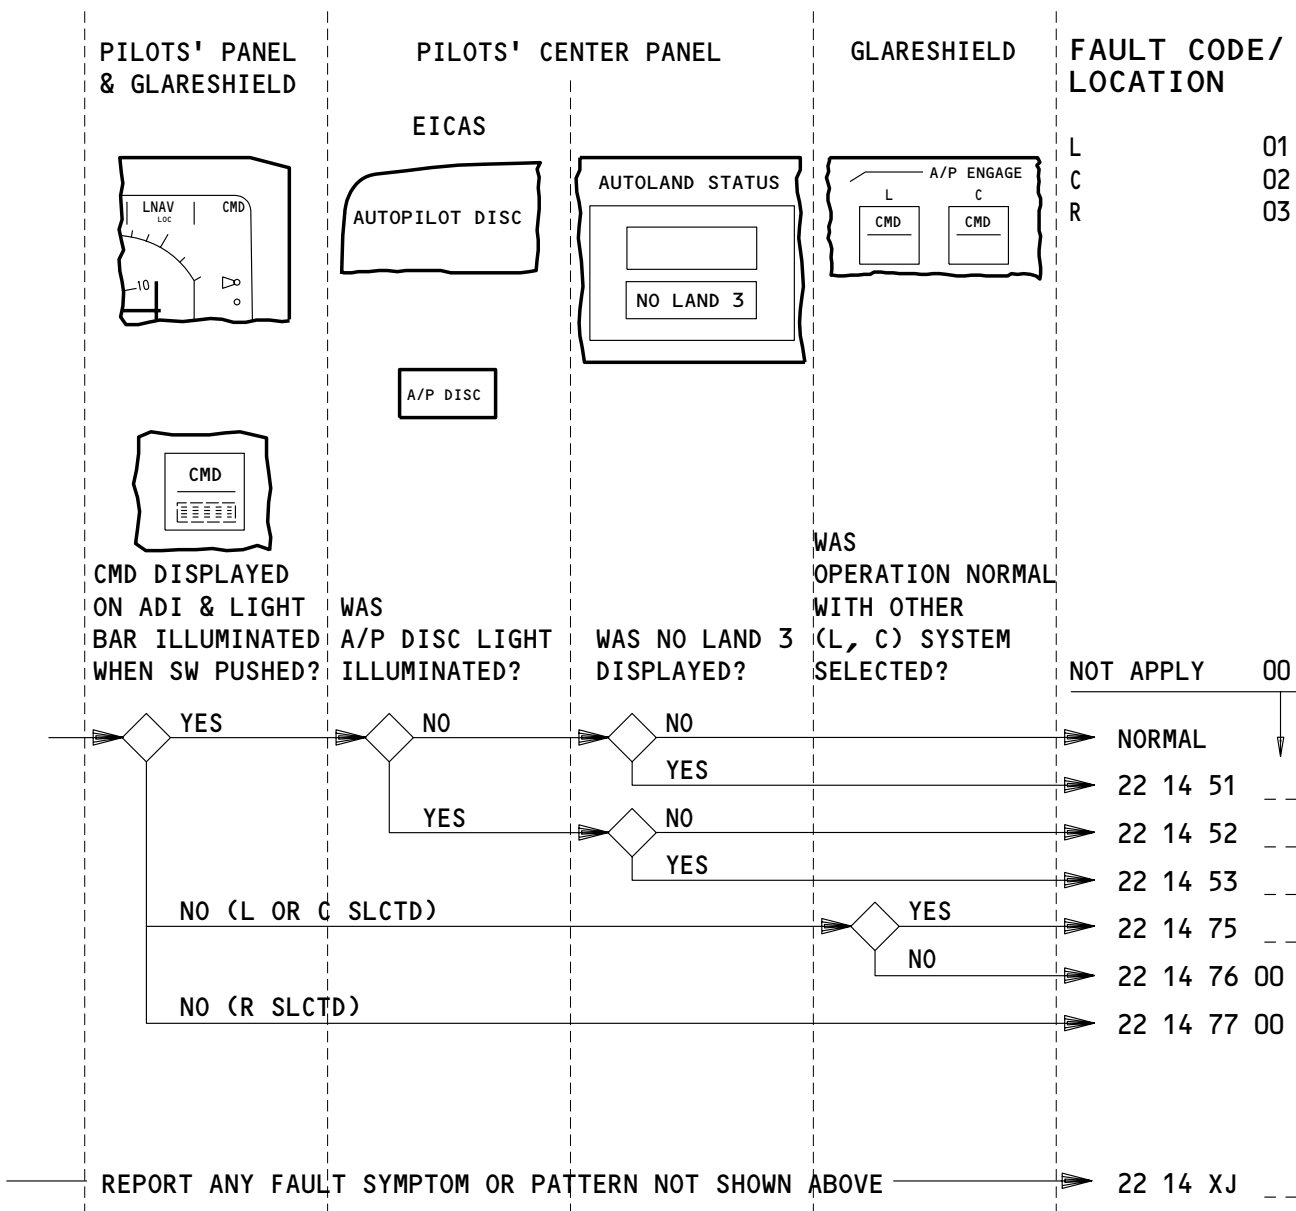 PILOTS' PANEL
& GLARESHIELD
PILOTS' CENTER PANEL
GLARESHIELD
FAULT CODE/
LOCATION
EICAS
L 01
C 02
R 03
LNAV
LOC
CMD
10
AUTOPILOT DISC
AUTOLAND STATUS
NO LAND 3
A/P ENGAGE
L C
CMD CMD
A/P DISC
CMD
CMD DISPLAYED
ON ADI & LIGHT
BAR ILLUMINATED
WHEN SW PUSHED?
WAS
A/P DISC LIGHT
ILLUMINATED?
WAS NO LAND 3
DISPLAYED?
WAS
OPERATION NORMAL
WITH OTHER
(L, C) SYSTEM
SELECTED?
NOT APPLY 00
YES NO NO NORMAL
YES 22 14 51 _ _
YES NO 22 14 52 _ _
YES 22 14 53 _ _
NO (L OR C SLCTD) YES 22 14 75 _ _
NO 22 14 76 00
NO (R SLCTD) 22 14 77 00
REPORT ANY FAULT SYMPTOM OR PATTERN NOT SHOWN ABOVE 22 14 XJ _ _